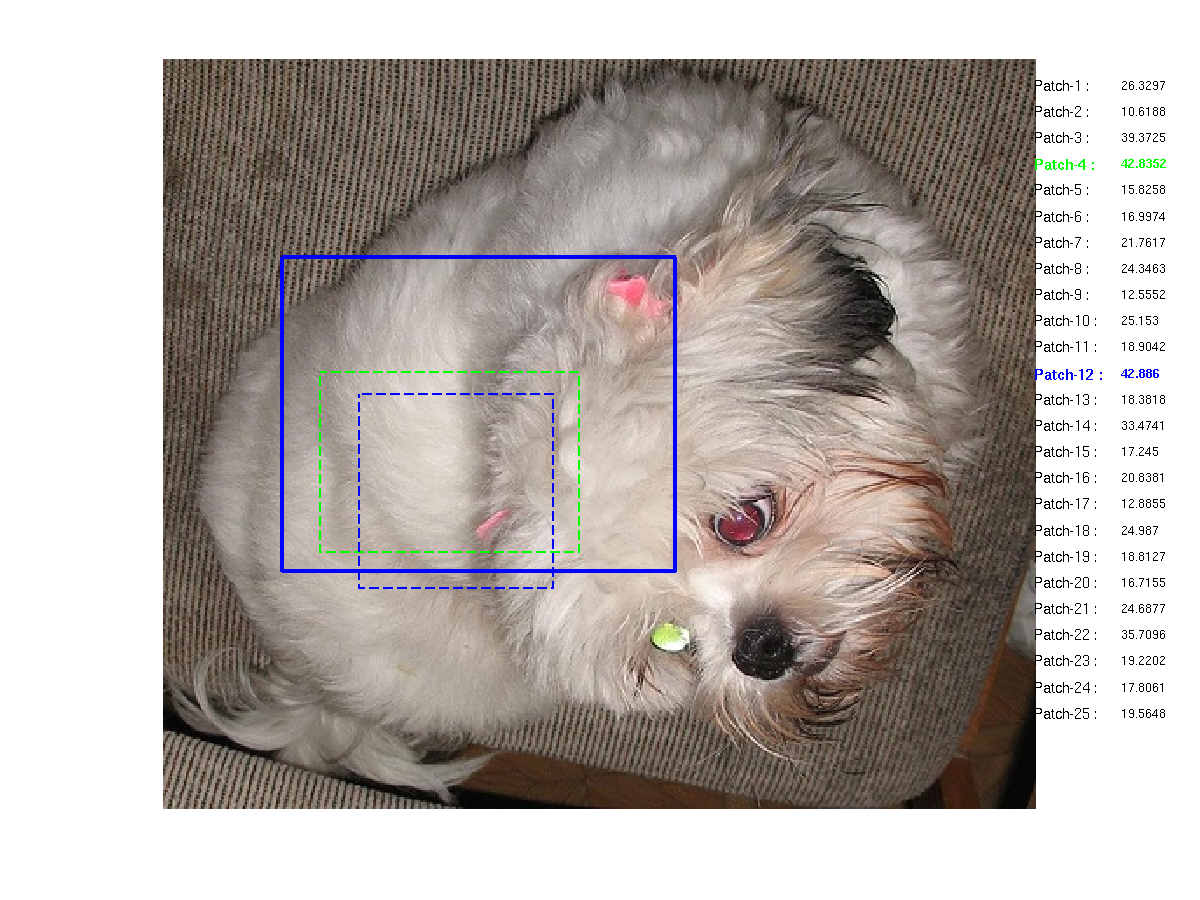 Patch-1 : 26.3297
Patch-2 : 10.6188
Patch-3 : 39.3725
Patch-4 : 42.8352
Patch-5 : 15.8258
Patch-6 : 16.9974
Patch-7 : 21.7617
Patch-8 : 24.3463
Patch-9 : 12.5552
Patch-10 : 25.153
Patch-11 : 18.9042
Patch-12 : 42.886
Patch-13 : 18.3818
Patch-14 : 33.4741
Patch-15 : 17.245
Patch-16 : 20.8381
Patch-17 : 12.8855
Patch-18 : 24.987
Patch-19 : 18.8127
Patch-20 : 16.7155
Patch-21 : 24.6877
Patch-22 : 35.7096
Patch-23 : 19.2202
Patch-24 : 17.8061
Patch-25 : 19.5648